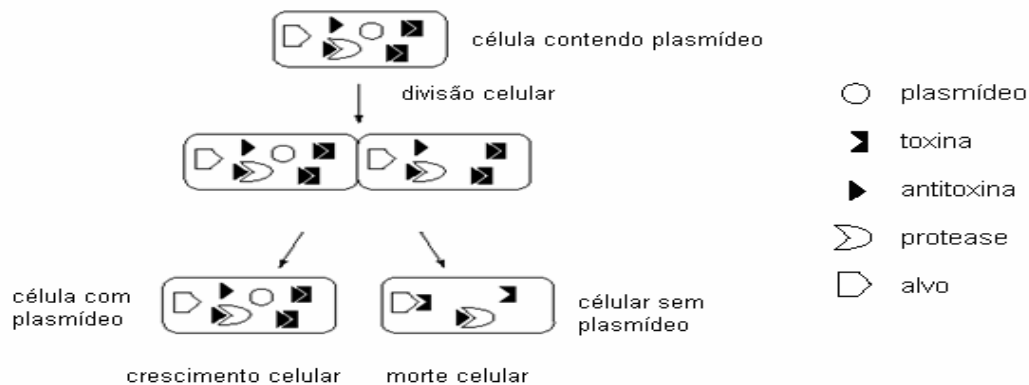 célula contendo plasmídeo
divisão celular
plasmídeo
toxina
antitoxina
protease
alvo
célula com
plasmídeo
célular sem
plasmídeo
crescimento celular
morte celular